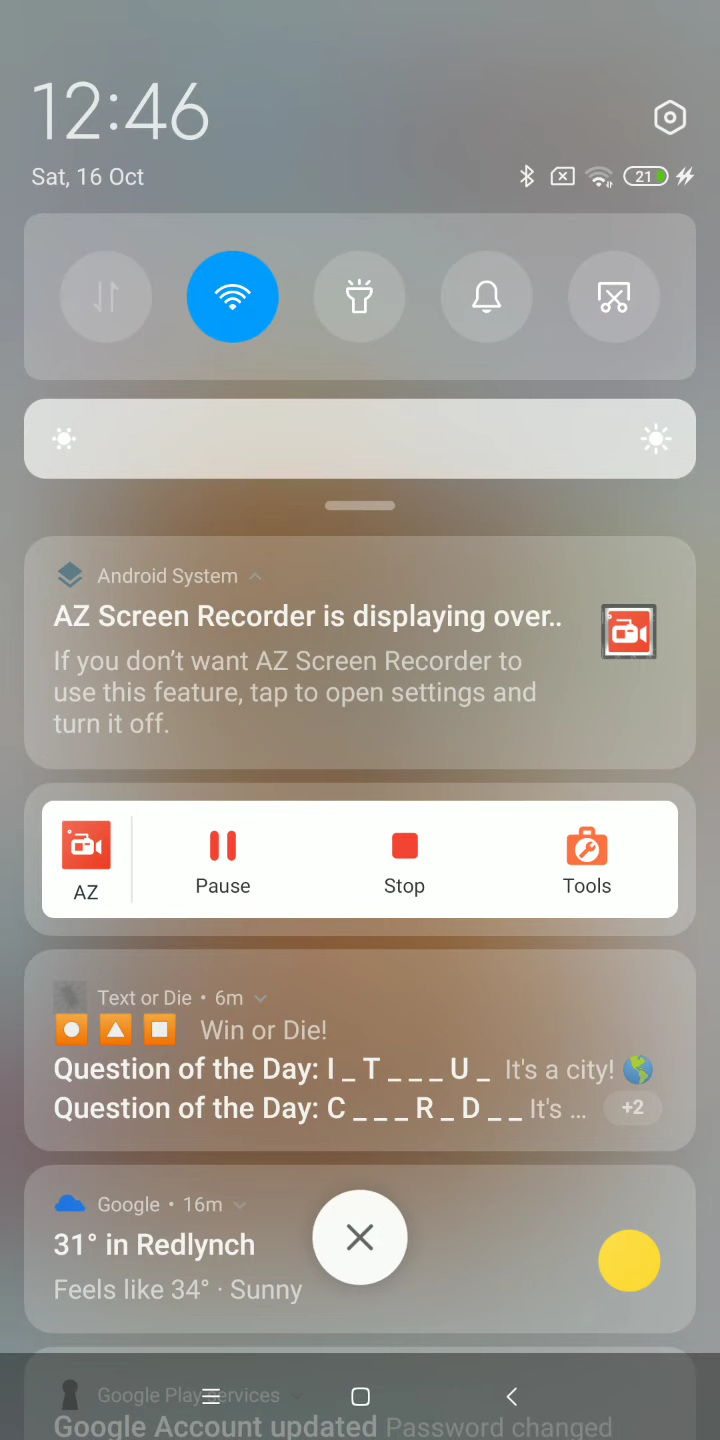 12:46
Sat, 16 Oct
21
Android System
AZ Screen Recorder is displaying over..
If you don't want AZ Screen Recorder to
use this feature, tap to open settings and
turn it off.
AZ
Pause
Stop
Tools
Text or Die • 6m
⏺️ 🔼 ⏹️ Win or Die!
Question of the Day: I _ T _ _ _ U _ It's a city! 🌎
Question of the Day: C _ _ _ R _ D _ _ It's ... +2
Google • 16m
31° in Redlynch
Feels like 34° · Sunny
Google Play services
Google Account updated Password changed